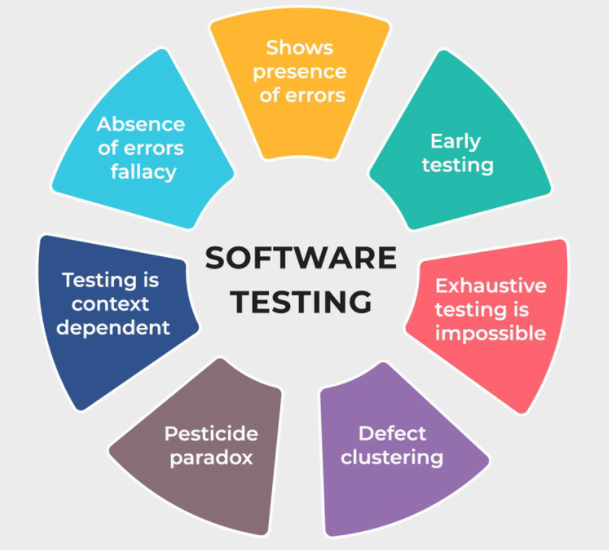 Shows
presence
of errors
Early
testing
Exhaustive
testing is
impossible
Defect
clustering
Pesticide
paradox
Testing is
context
dependent
Absence
of errors
fallacy
SOFTWARE
TESTING